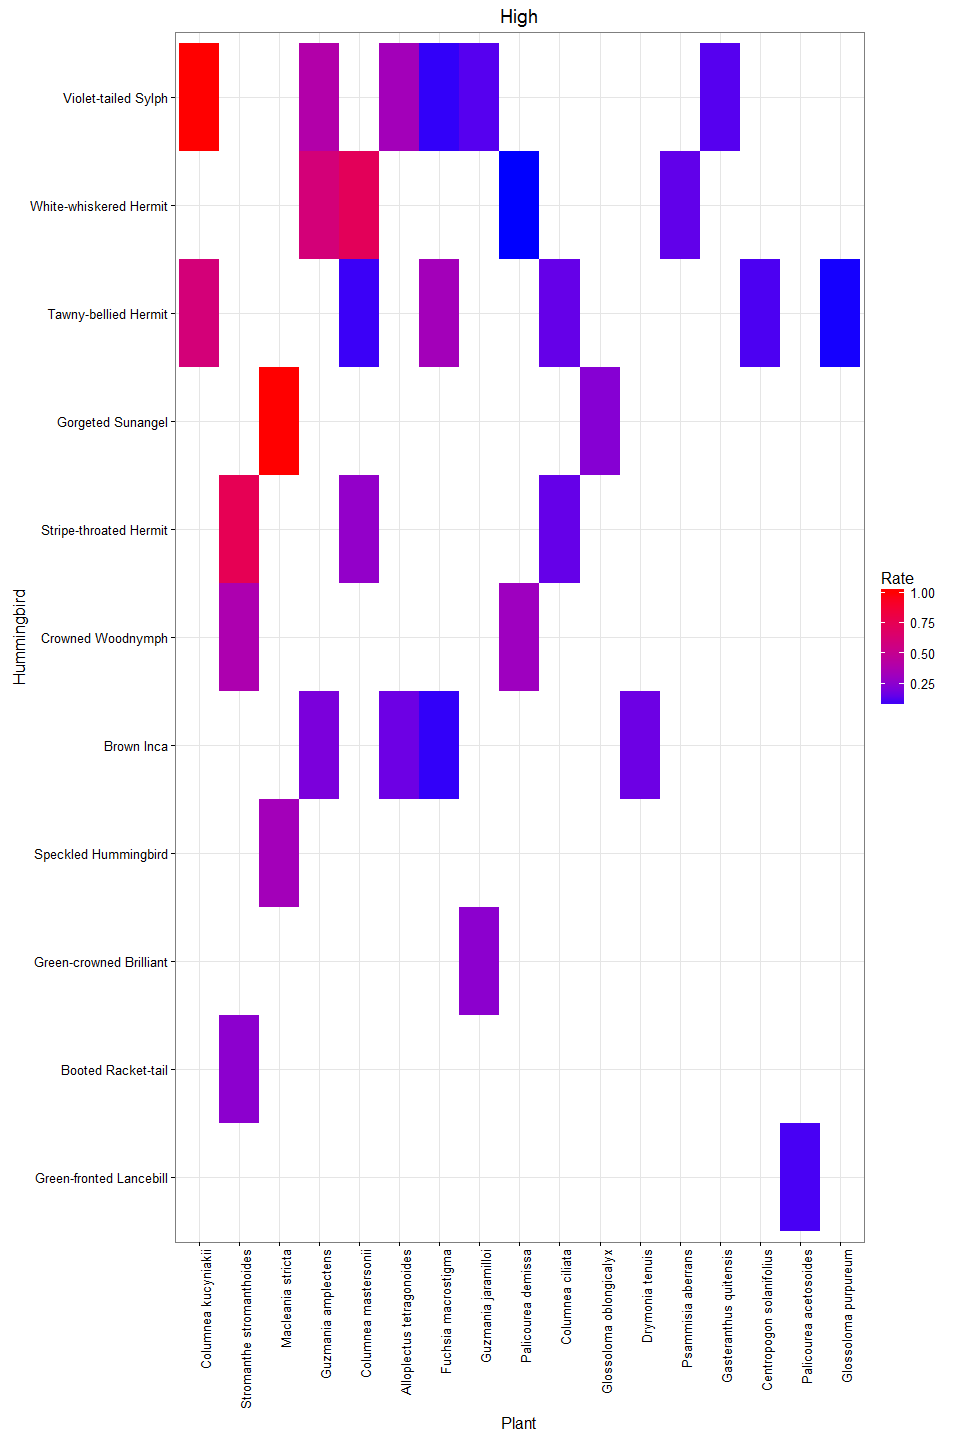 High
Violet-tailed Sylph
White-whiskered Hermit
Tawny-bellied Hermit
Gorgeted Sunangel
Stripe-throated Hermit
Crowned Woodnymph
Brown Inca
Speckled Hummingbird
Green-crowned Brilliant
Booted Racket-tail
Green-fronted Lancebill
Hummingbird
Columnea kucyniakii
Stromanthe stromanthoides
Macleania stricta
Guzmania amplectens
Columnea mastersonii
Alloplectus tetragonoides
Fuchsia macrostigma
Guzmania jaramilloi
Palicourea demissa
Columnea ciliata
Glossoloma oblongicalyx
Drymonia tenuis
Psammisia aberrans
Gasteranthus quitensis
Centropogon solanifolius
Palicourea acetosoides
Glossoloma purpureum
Plant
Rate
1.00
0.75
0.50
0.25